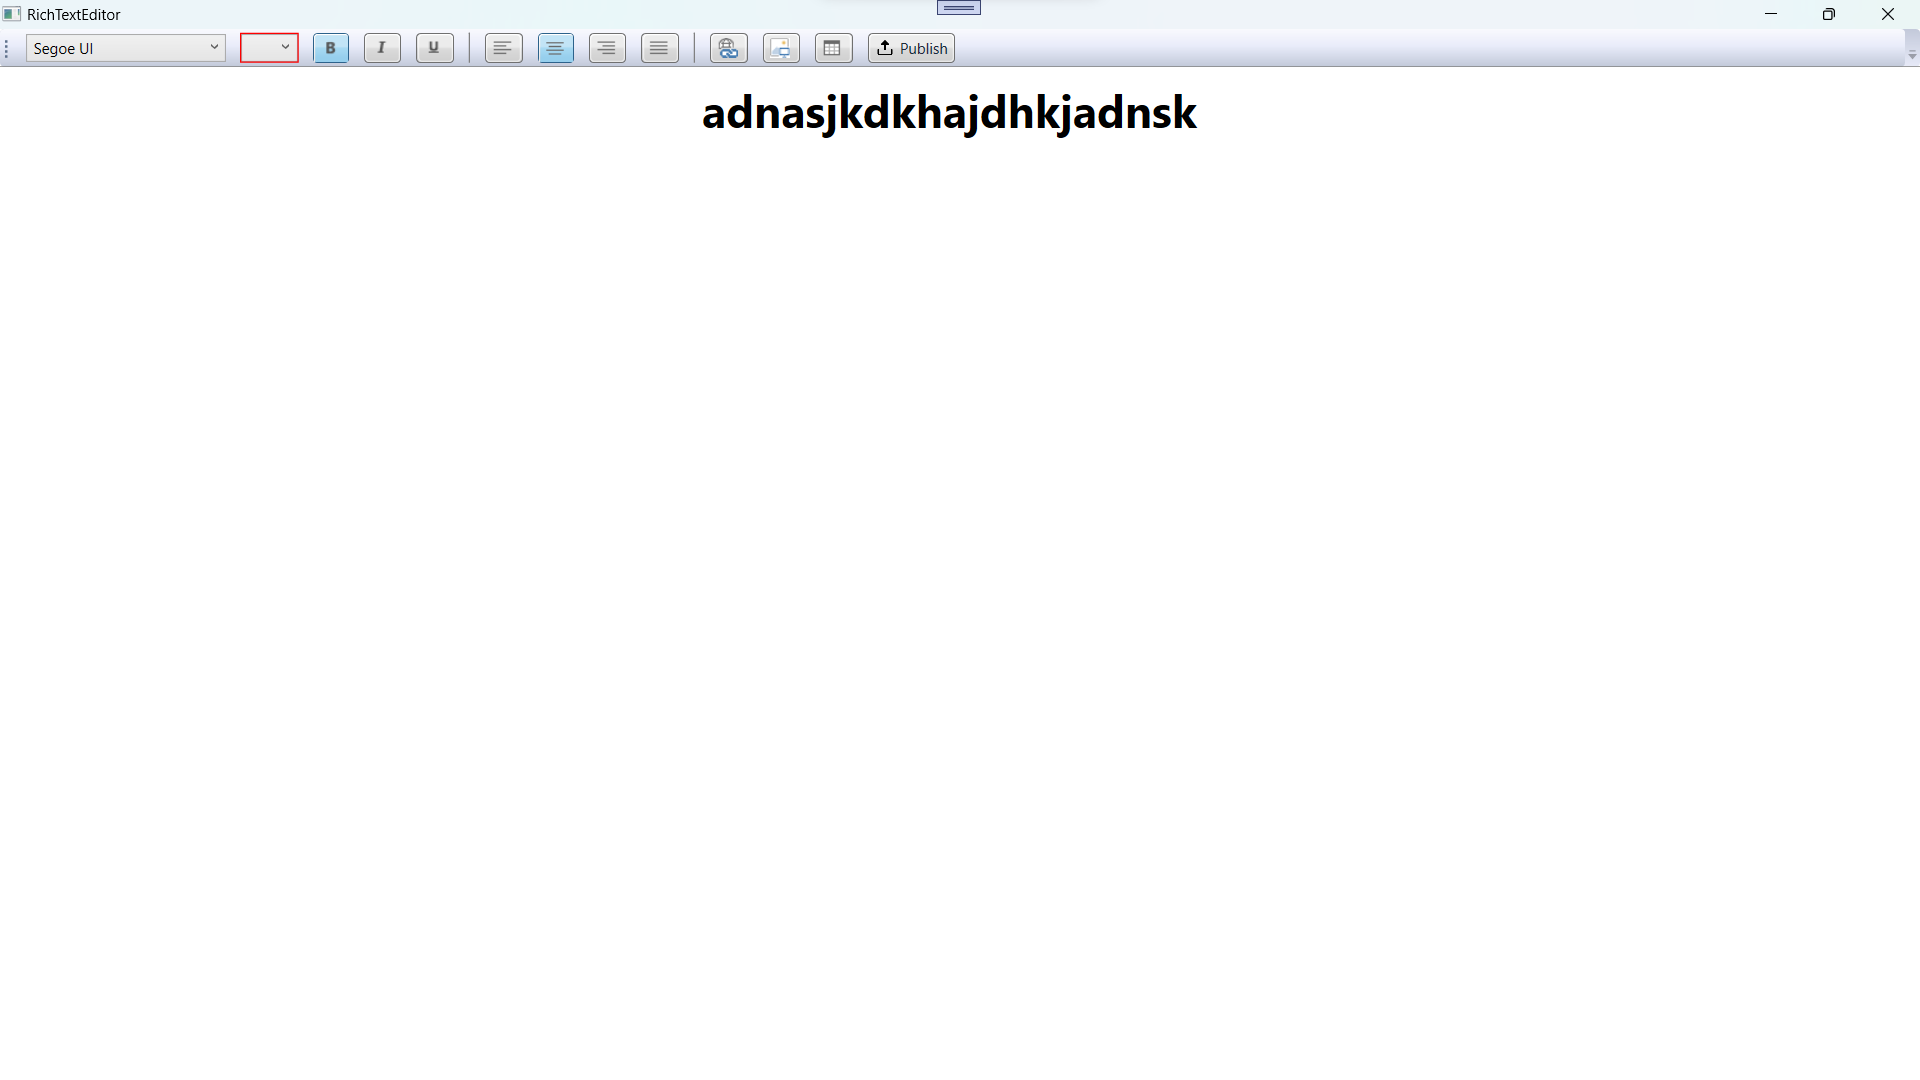 RichTextEditor
Segoe UI
B I U Publish
adnasjkdkhajdhkjadnsk